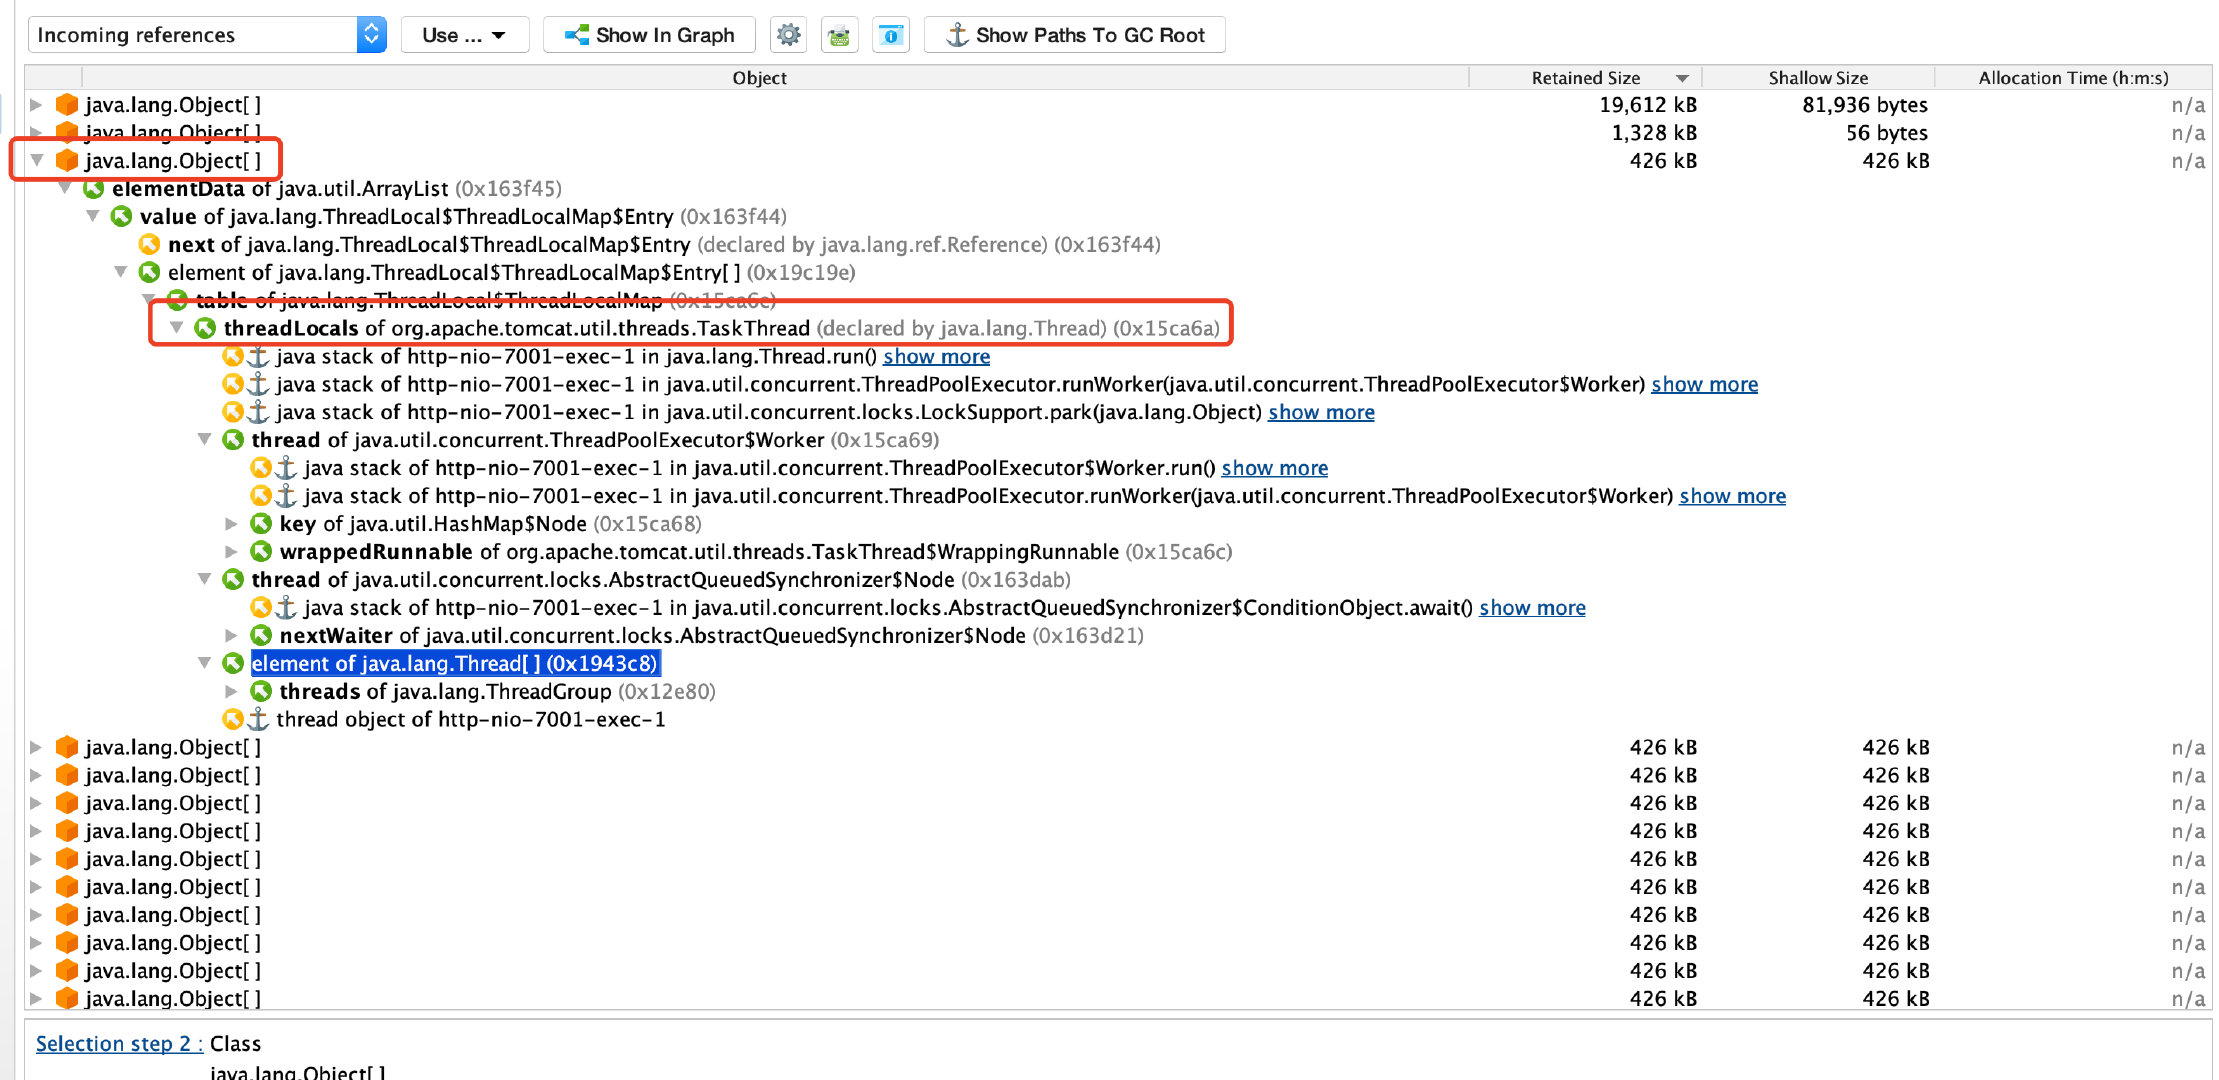 Incoming references Use ... Show In Graph Show Paths To GC Root
Object Retained Size Shallow Size Allocation Time (h:m:s)
java.lang.Object[ ] 19,612 kB 81,936 bytes n/a
java.lang.Object[ ] 1,328 kB 56 bytes n/a
java.lang.Object[ ] 426 kB 426 kB n/a
elementData of java.util.ArrayList (0x163f45)
value of java.lang.ThreadLocal$ThreadLocalMap$Entry (0x163f44)
next of java.lang.ThreadLocal$ThreadLocalMap$Entry (declared by java.lang.ref.Reference) (0x163f44)
element of java.lang.ThreadLocal$ThreadLocalMap$Entry[ ] (0x19c19e)
table of java.lang.ThreadLocal$ThreadLocalMap (0x15ca6e)
threadLocals of org.apache.tomcat.util.threads.TaskThread (declared by java.lang.Thread) (0x15ca6a)
java stack of http-nio-7001-exec-1 in java.lang.Thread.run() show more
java stack of http-nio-7001-exec-1 in java.util.concurrent.ThreadPoolExecutor.runWorker(java.util.concurrent.ThreadPoolExecutor$Worker) show more
java stack of http-nio-7001-exec-1 in java.util.concurrent.locks.LockSupport.park(java.lang.Object) show more
thread of java.util.concurrent.ThreadPoolExecutor$Worker (0x15ca69)
java stack of http-nio-7001-exec-1 in java.util.concurrent.ThreadPoolExecutor$Worker.run() show more
java stack of http-nio-7001-exec-1 in java.util.concurrent.ThreadPoolExecutor.runWorker(java.util.concurrent.ThreadPoolExecutor$Worker) show more
key of java.util.HashMap$Node (0x15ca68)
wrappedRunnable of org.apache.tomcat.util.threads.TaskThread$WrappingRunnable (0x15ca6c)
thread of java.util.concurrent.locks.AbstractQueuedSynchronizer$Node (0x163dab)
java stack of http-nio-7001-exec-1 in java.util.concurrent.locks.AbstractQueuedSynchronizer$ConditionObject.await() show more
nextWaiter of java.util.concurrent.locks.AbstractQueuedSynchronizer$Node (0x163d21)
element of java.lang.Thread[ ] (0x1943c8)
threads of java.lang.ThreadGroup (0x12e80)
thread object of http-nio-7001-exec-1
java.lang.Object[ ] 426 kB 426 kB n/a
java.lang.Object[ ] 426 kB 426 kB n/a
java.lang.Object[ ] 426 kB 426 kB n/a
java.lang.Object[ ] 426 kB 426 kB n/a
java.lang.Object[ ] 426 kB 426 kB n/a
java.lang.Object[ ] 426 kB 426 kB n/a
java.lang.Object[ ] 426 kB 426 kB n/a
java.lang.Object[ ] 426 kB 426 kB n/a
java.lang.Object[ ] 426 kB 426 kB n/a
java.lang.Object[ ] 426 kB 426 kB n/a
Selection step 2 : Class
java.lang.Object[ ]